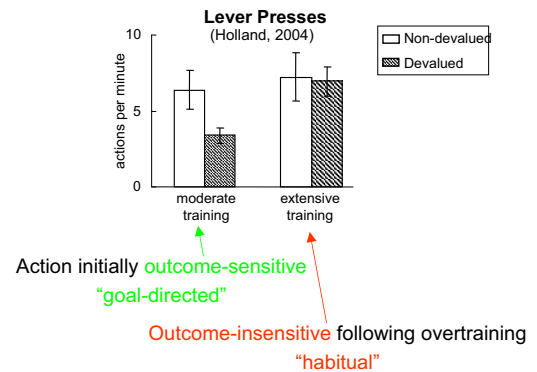 Lever Presses
(Holland, 2004)
Non-devalued
Devalued
10
5
0
actions per minute
moderate
training
extensive
training
Action initially outcome-sensitive
“goal-directed”
Outcome-insensitive following overtraining
“habitual”